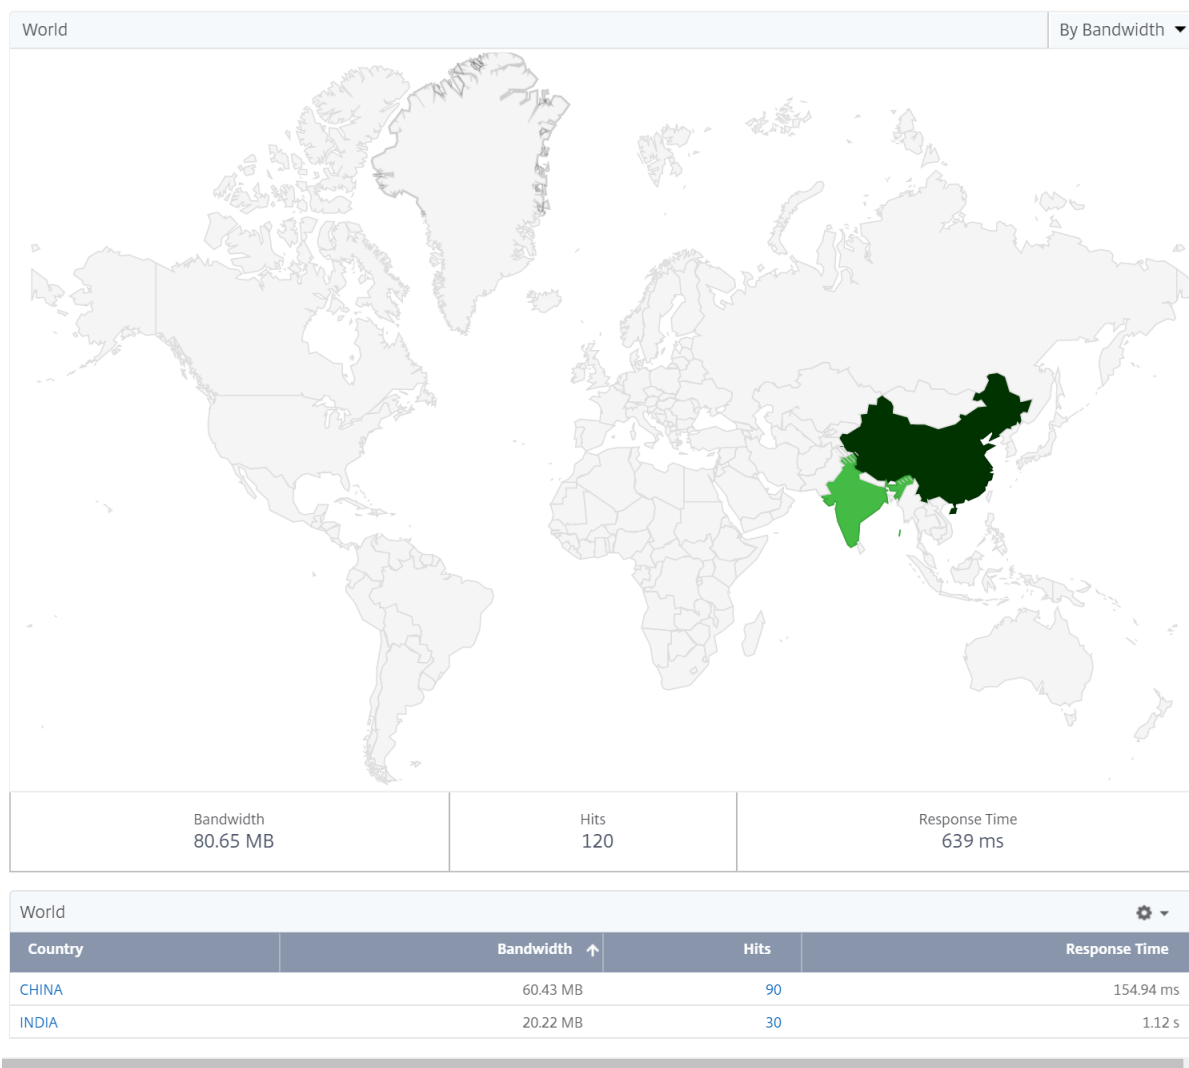 World By Bandwidth
Bandwidth Hits Response Time
80.65 MB 120 639 ms
World
Country Bandwidth Hits Response Time
CHINA 60.43 MB 90 154.94 ms
INDIA 20.22 MB 30 1.12 s